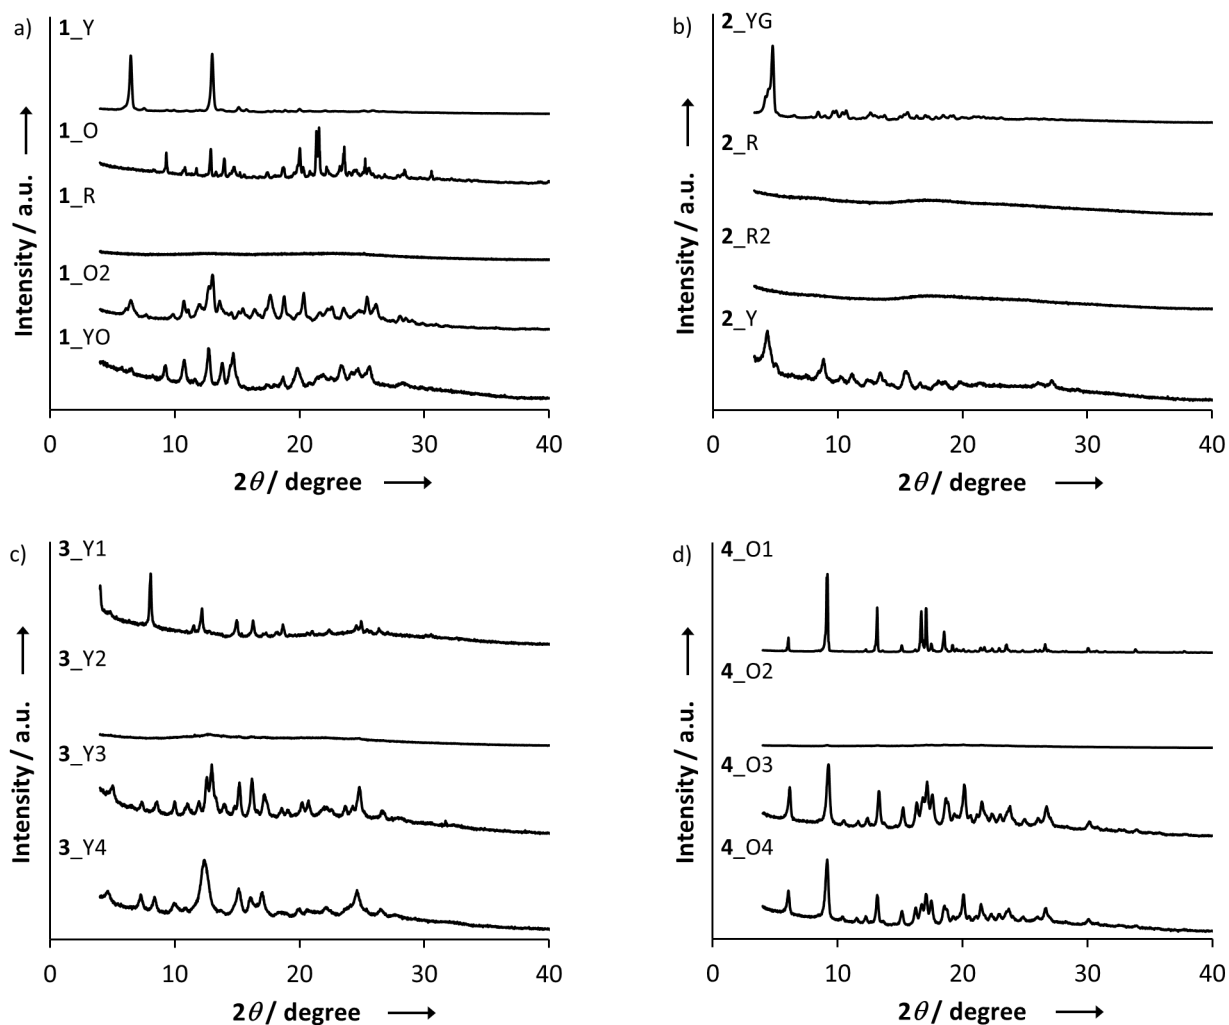 a)
1_Y
1_O
1_R
1_O2
1_YO
Intensity / a.u.
0 10 20 30 40
2θ / degree
b)
2_YG
2_R
2_R2
2_Y
Intensity / a.u.
0 10 20 30 40
2θ / degree
c)
3_Y1
3_Y2
3_Y3
3_Y4
Intensity / a.u.
0 10 20 30 40
2θ / degree
d)
4_O1
4_O2
4_O3
4_O4
Intensity / a.u.
0 10 20 30 40
2θ / degree